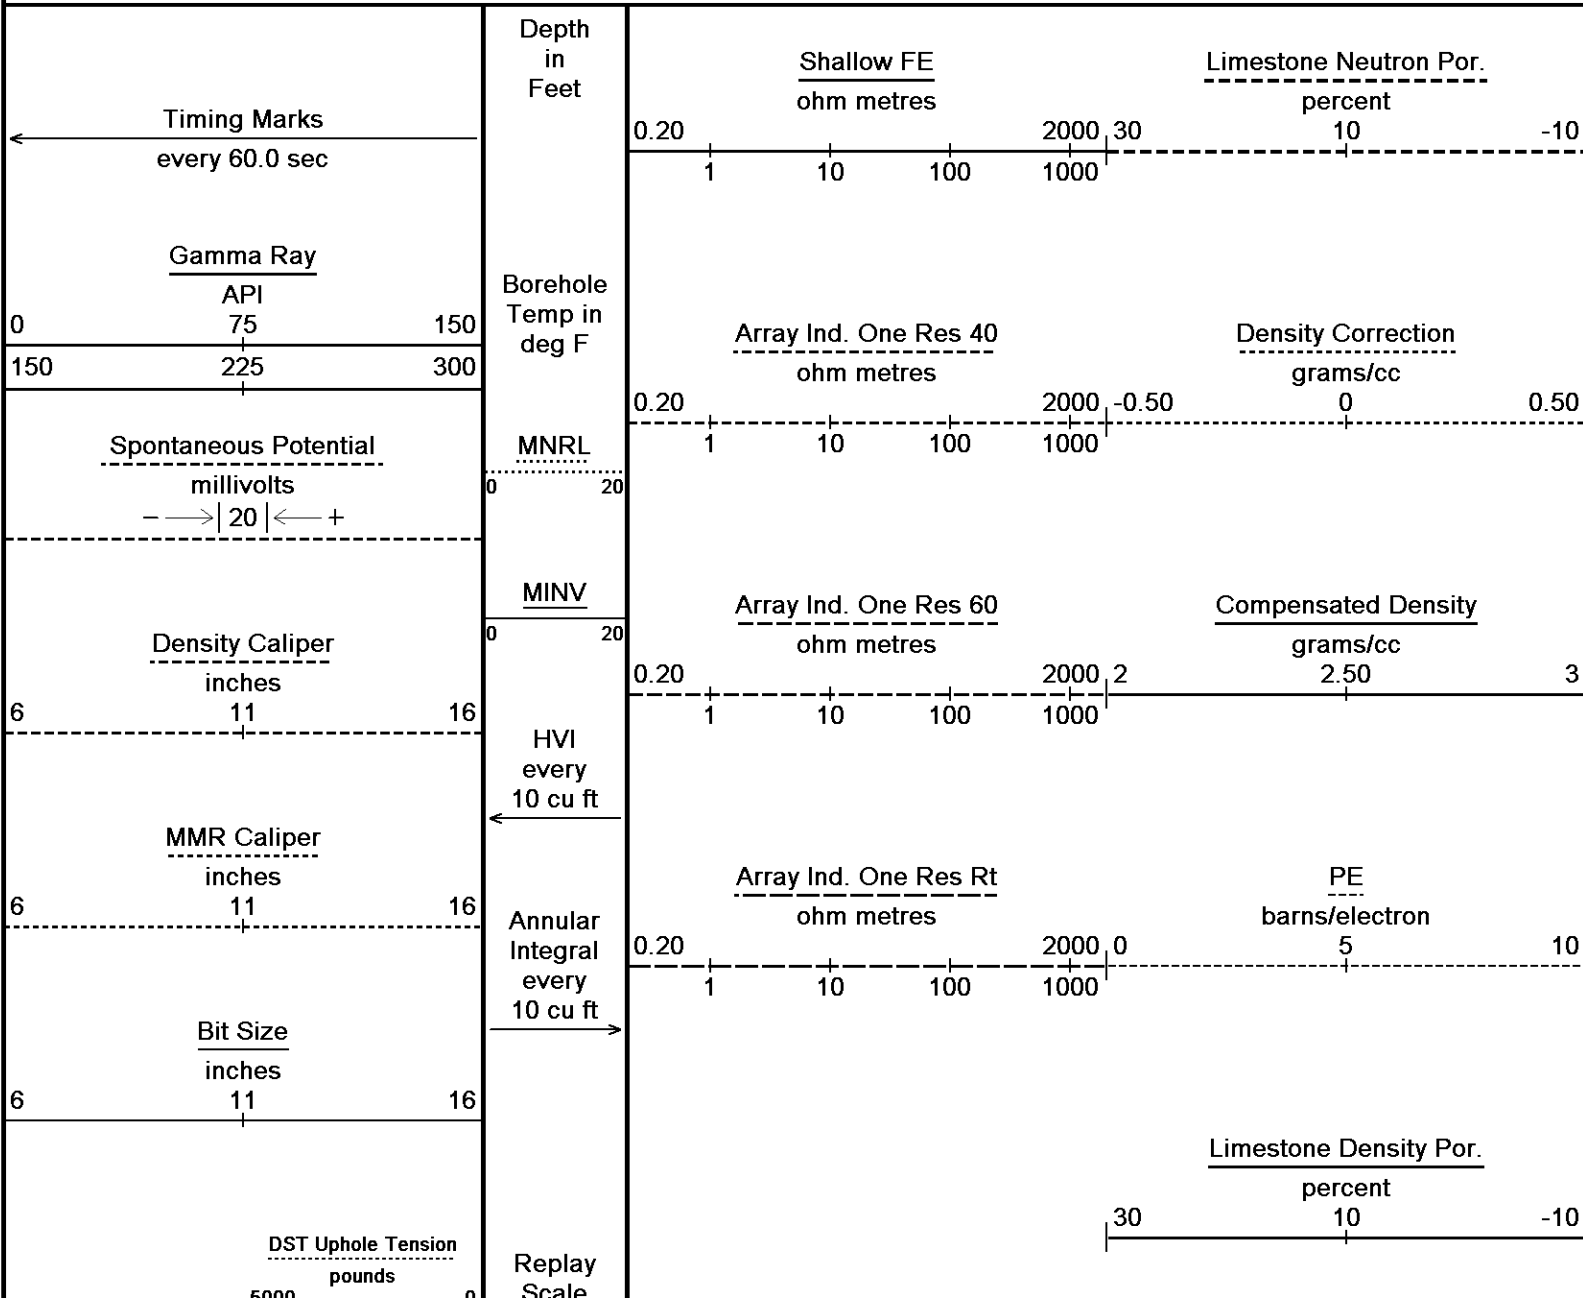 Timing Marks
every 60.0 sec
Gamma Ray
API
0 75 150
150 225 300
Spontaneous Potential
millivolts
− 20 +
Density Caliper
inches
6 11 16
MMR Caliper
inches
6 11 16
Bit Size
inches
6 11 16
DST Uphole Tension
pounds
5000 0
Depth
in
Feet
Borehole
Temp in
deg F
MNRL
0 20
MINV
0 20
HVI
every
10 cu ft
Annular
Integral
every
10 cu ft
Replay
Scale
Shallow FE
ohm metres
0.20 2000
1 10 100 1000
Array Ind. One Res 40
ohm metres
0.20 2000
1 10 100 1000
Array Ind. One Res 60
ohm metres
0.20 2000
1 10 100 1000
Array Ind. One Res Rt
ohm metres
0.20 2000
1 10 100 1000
Limestone Neutron Por.
percent
30 10 -10
Density Correction
grams/cc
-0.50 0 0.50
Compensated Density
grams/cc
2 2.50 3
PE
barns/electron
0 5 10
Limestone Density Por.
percent
30 10 -10